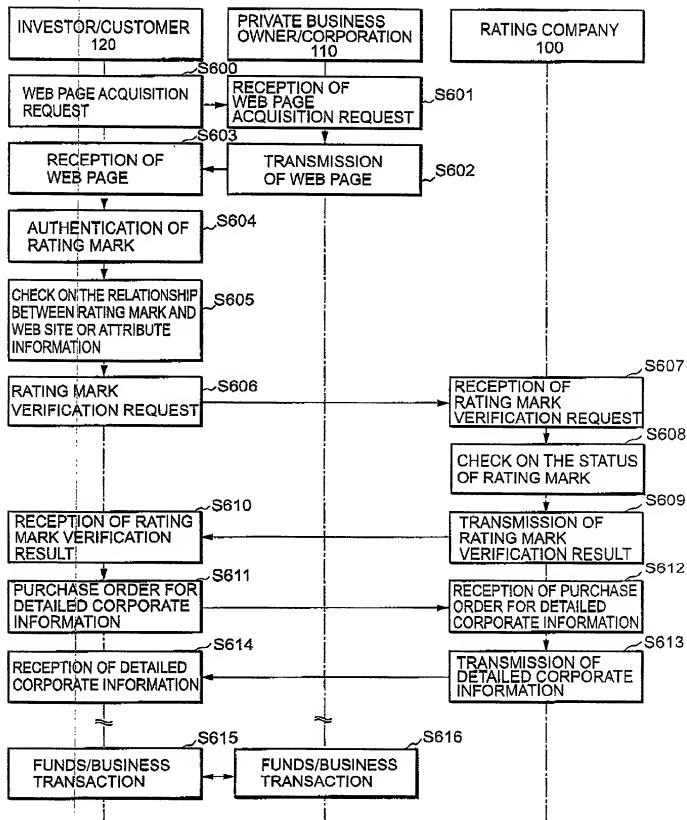 INVESTOR/CUSTOMER
120
PRIVATE BUSINESS
OWNER/CORPORATION
110
RATING COMPANY
100
S600
WEB PAGE ACQUISITION
REQUEST
RECEPTION OF
WEB PAGE
ACQUISITION REQUEST
S601
S603
RECEPTION OF
WEB PAGE
TRANSMISSION
OF WEB PAGE
S602
AUTHENTICATION OF
RATING MARK
S604
CHECK ON THE RELATIONSHIP
BETWEEN RATING MARK AND
WEB SITE OR ATTRIBUTE
INFORMATION
S605
RATING MARK
VERIFICATION REQUEST
S606
S607
RECEPTION OF
RATING MARK
VERIFICATION REQUEST
S608
CHECK ON THE STATUS
OF RATING MARK
S610
RECEPTION OF RATING
MARK VERIFICATION
RESULT
S609
TRANSMISSION OF
RATING MARK
VERIFICATION RESULT
S611
PURCHASE ORDER FOR
DETAILED CORPORATE
INFORMATION
S612
RECEPTION OF PURCHASE
ORDER FOR DETAILED
CORPORATE INFORMATION
S614
RECEPTION OF DETAILED
CORPORATE INFORMATION
S613
TRANSMISSION OF
DETAILED CORPORATE
INFORMATION
S615
FUNDS/BUSINESS
TRANSACTION
S616
FUNDS/BUSINESS
TRANSACTION